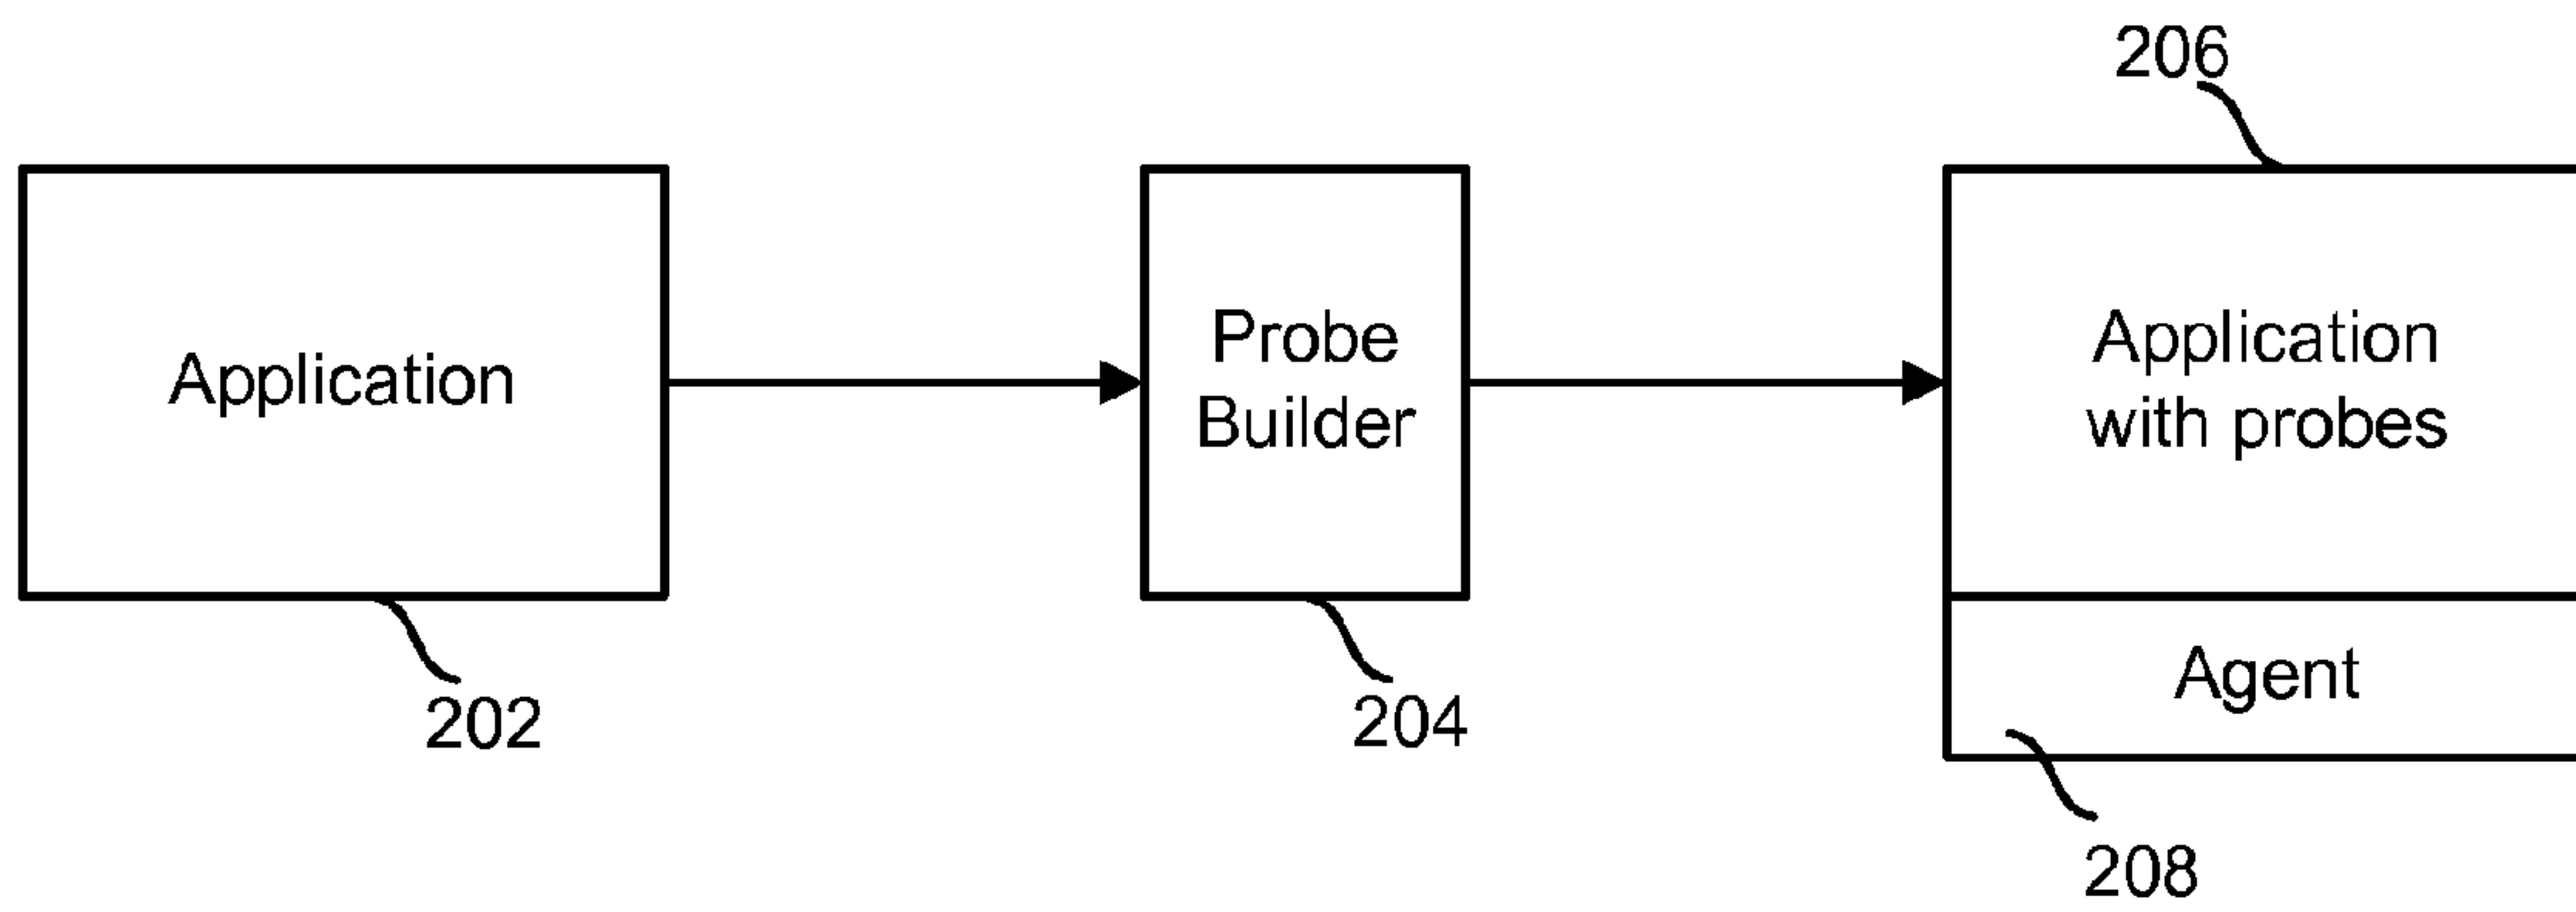 206
Application
Probe
Builder
Application
with probes
Agent
202
204
208